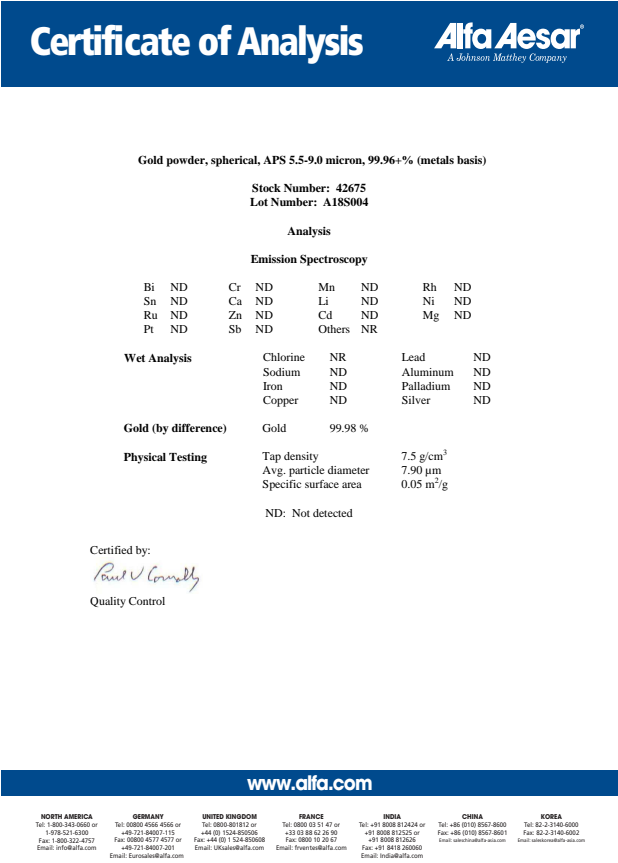 Certificate of Analysis
Alfa Aesar®
A Johnson Matthey Company
Gold powder, spherical, APS 5.5-9.0 micron, 99.96+% (metals basis)
Stock Number: 42675
Lot Number: A18S004
Analysis
Emission Spectroscopy
Bi ND Cr ND Mn ND Rh ND
Sn ND Ca ND Li ND Ni ND
Ru ND Zn ND Cd ND Mg ND
Pt ND Sb ND Others NR
Wet Analysis Chlorine NR Lead ND
Sodium ND Aluminum ND
Iron ND Palladium ND
Copper ND Silver ND
Gold (by difference) Gold 99.98 %
Physical Testing Tap density 7.5 g/cm³
Avg. particle diameter 7.90 µm
Specific surface area 0.05 m²/g
ND: Not detected
Certified by:
Paul V Connolly
Quality Control
www.alfa.com
NORTH AMERICA
Tel: 1-800-343-0660 or
1-978-521-6300
Fax: 1-800-322-4757
Email: info@alfa.com
GERMANY
Tel: 00800 4566 4566 or
+49-721-84007-115
Fax: 00800 4577 4577 or
+49-721-84007-201
Email: Eurosales@alfa.com
UNITED KINGDOM
Tel: 0800-801812 or
+44 (0) 1524-850506
Fax: +44 (0) 1 524-850608
Email: UKsales@alfa.com
FRANCE
Tel: 0800 03 51 47 or
+33 03 88 62 26 90
Fax: 0800 10 20 67
Email: frventes@alfa.com
INDIA
Tel: +91 8008 812424 or
+91 8008 812525 or
+91 8008 812626
Fax: +91 8418 260060
Email: India@alfa.com
CHINA
Tel: +86 (010) 8567-8600
Fax: +86 (010) 8567-8601
Email: saleschina@alfa-asia.com
KOREA
Tel: 82-2-3140-6000
Fax: 82-2-3140-6002
Email: saleskorea@alfa-asia.com